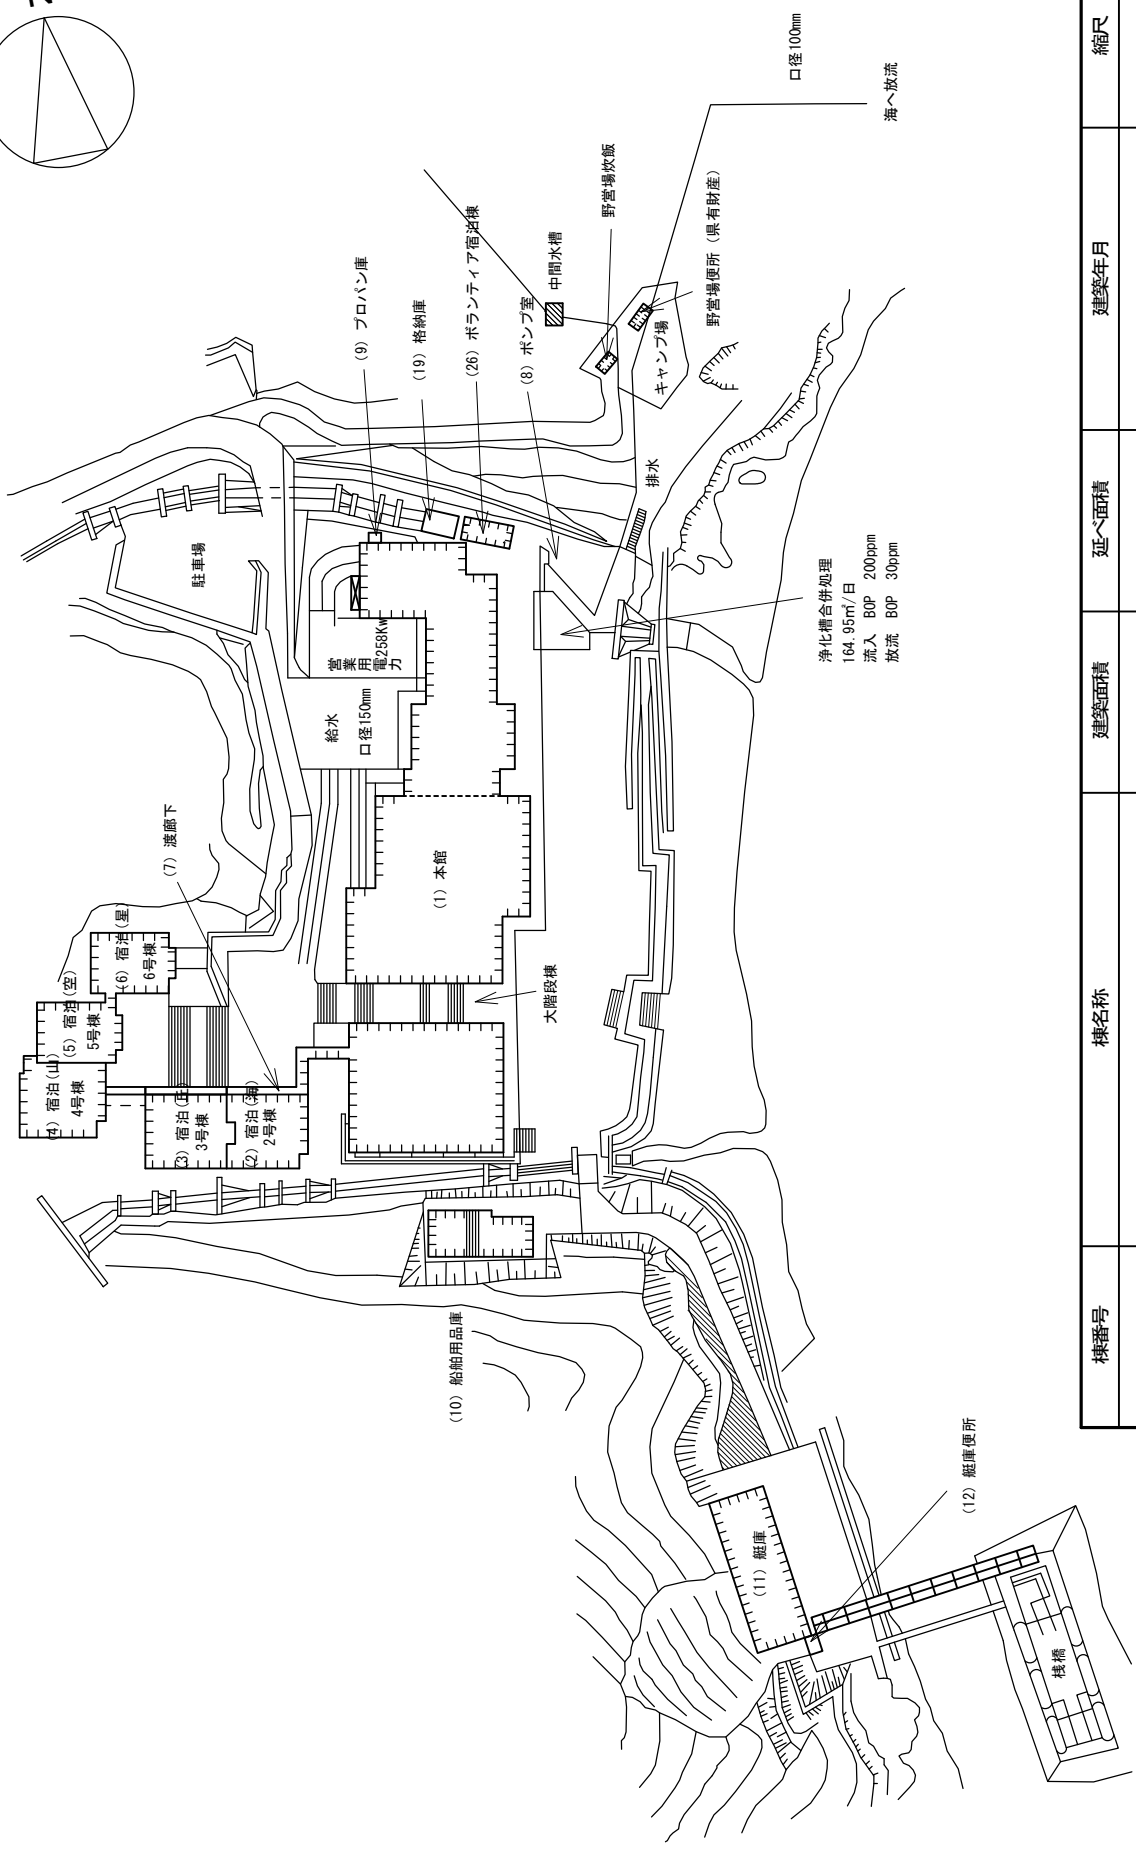 口径100mm
海へ放流
野営場炊飯
野営場便所（県有財産）
中間水槽
キャンプ場
(9) プロパン庫
(19) 格納庫
(26) ボランティア宿泊棟
(8) ポンプ室
排水
駐車場
営業用電力258Kw
給水
口径150mm
浄化槽合併処理
164.95㎥/日
流入 BOP 200ppm
放流 BOP 30ppm
(7) 渡廊下
(1) 本館
大階段棟
(6) 宿泊(星)
6号棟
(5) 宿泊(空)
5号棟
(4) 宿泊(山)
4号棟
(3) 宿泊(丘)
3号棟
(2) 宿泊(海)
2号棟
(10) 船舶用品庫
(11) 艇庫
(12) 艇庫便所
桟橋
棟番号
棟名称
建築面積
延べ面積
建築年月
縮尺